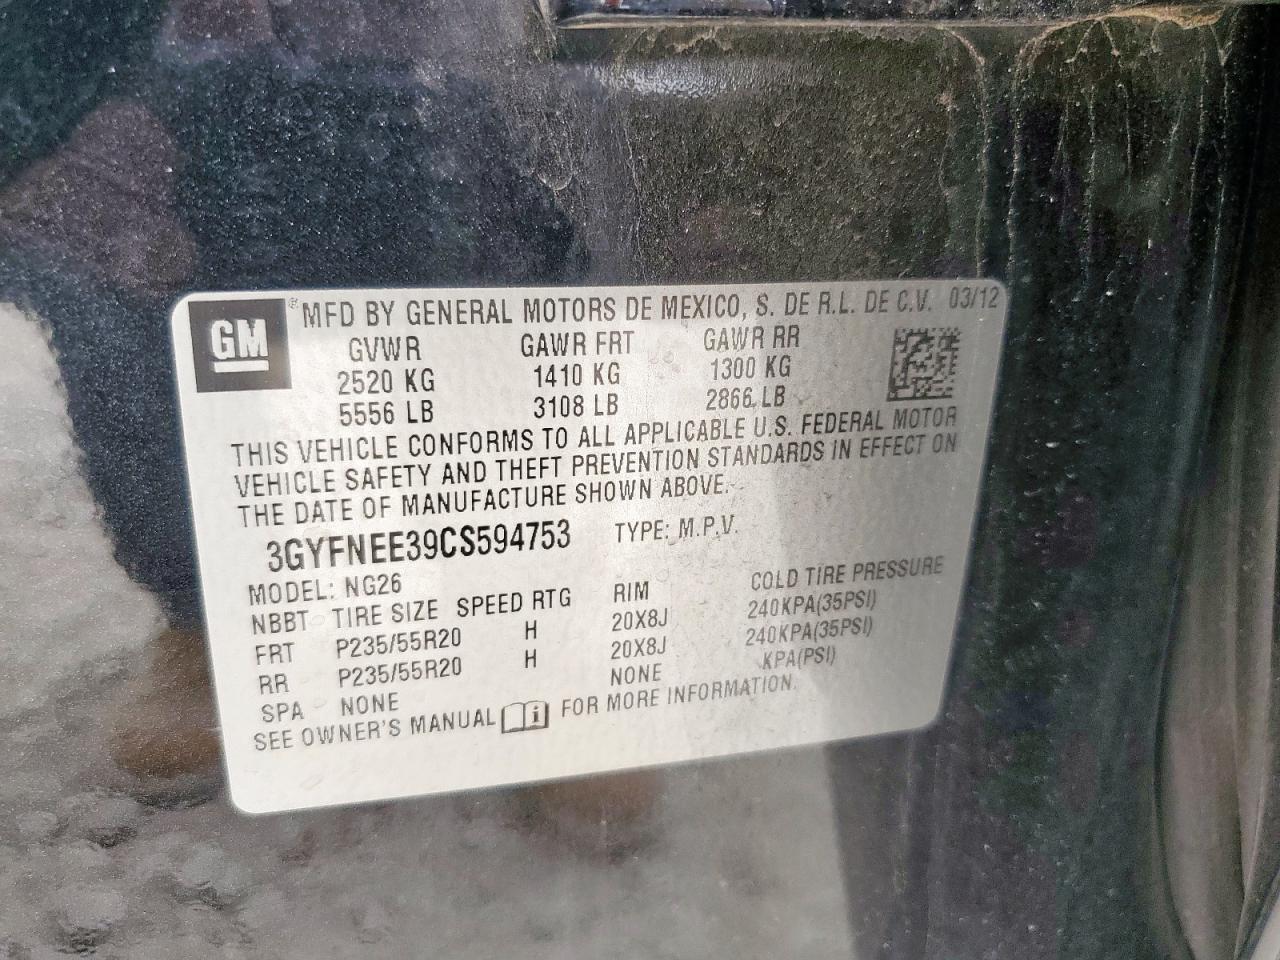 GM ® MFD BY GENERAL MOTORS DE MEXICO, S. DE R.L. DE C.V. 03/12
GVWR GAWR FRT GAWR RR
2520 KG 1410 KG 1300 KG
5556 LB 3108 LB 2866 LB
THIS VEHICLE CONFORMS TO ALL APPLICABLE U.S. FEDERAL MOTOR
VEHICLE SAFETY AND THEFT PREVENTION STANDARDS IN EFFECT ON
THE DATE OF MANUFACTURE SHOWN ABOVE.
3GYFNEE39CS594753 TYPE: M.P.V.
MODEL: NG26
NBBT TIRE SIZE SPEED RTG RIM COLD TIRE PRESSURE
FRT P235/55R20 H 20X8J 240KPA(35PSI)
RR P235/55R20 H 20X8J 240KPA(35PSI)
SPA NONE NONE KPA(PSI)
SEE OWNER'S MANUAL i FOR MORE INFORMATION.